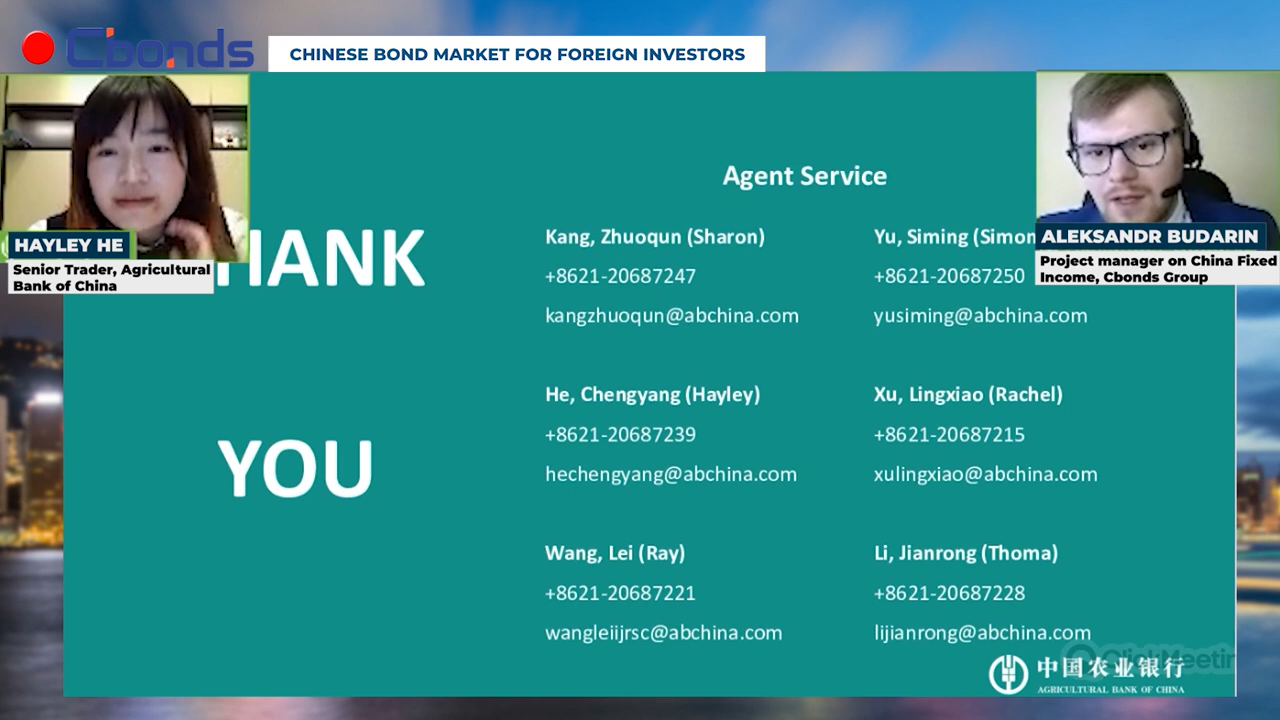 Cbonds
CHINESE BOND MARKET FOR FOREIGN INVESTORS
HAYLEY HE
Senior Trader, Agricultural
Bank of China
ALEKSANDR BUDARIN
Project manager on China Fixed
Income, Cbonds Group
HANK
YOU
Agent Service
Kang, Zhuoqun (Sharon)
+8621-20687247
kangzhuoqun@abchina.com
Yu, Siming (Simon
+8621-20687250
yusiming@abchina.com
He, Chengyang (Hayley)
+8621-20687239
hechengyang@abchina.com
Xu, Lingxiao (Rachel)
+8621-20687215
xulingxiao@abchina.com
Wang, Lei (Ray)
+8621-20687221
wangleiijrsc@abchina.com
Li, Jianrong (Thoma)
+8621-20687228
lijianrong@abchina.com
中国农业银行
AGRICULTURAL BANK OF CHINA